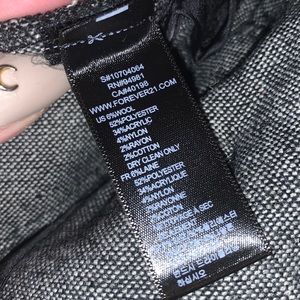 S#10704064
RN#94981
CA#40198
WWW.FOREVER21.COM
US 6%WOOL
52%POLYESTER
34%ACRYLIC
4%NYLON
2%RAYON
2%COTTON
DRY CLEAN ONLY
FR 6%LAINE
52%POLYESTER
34%ACRYLIQUE
4%NYLON
2%RAYONNE
2%COTON